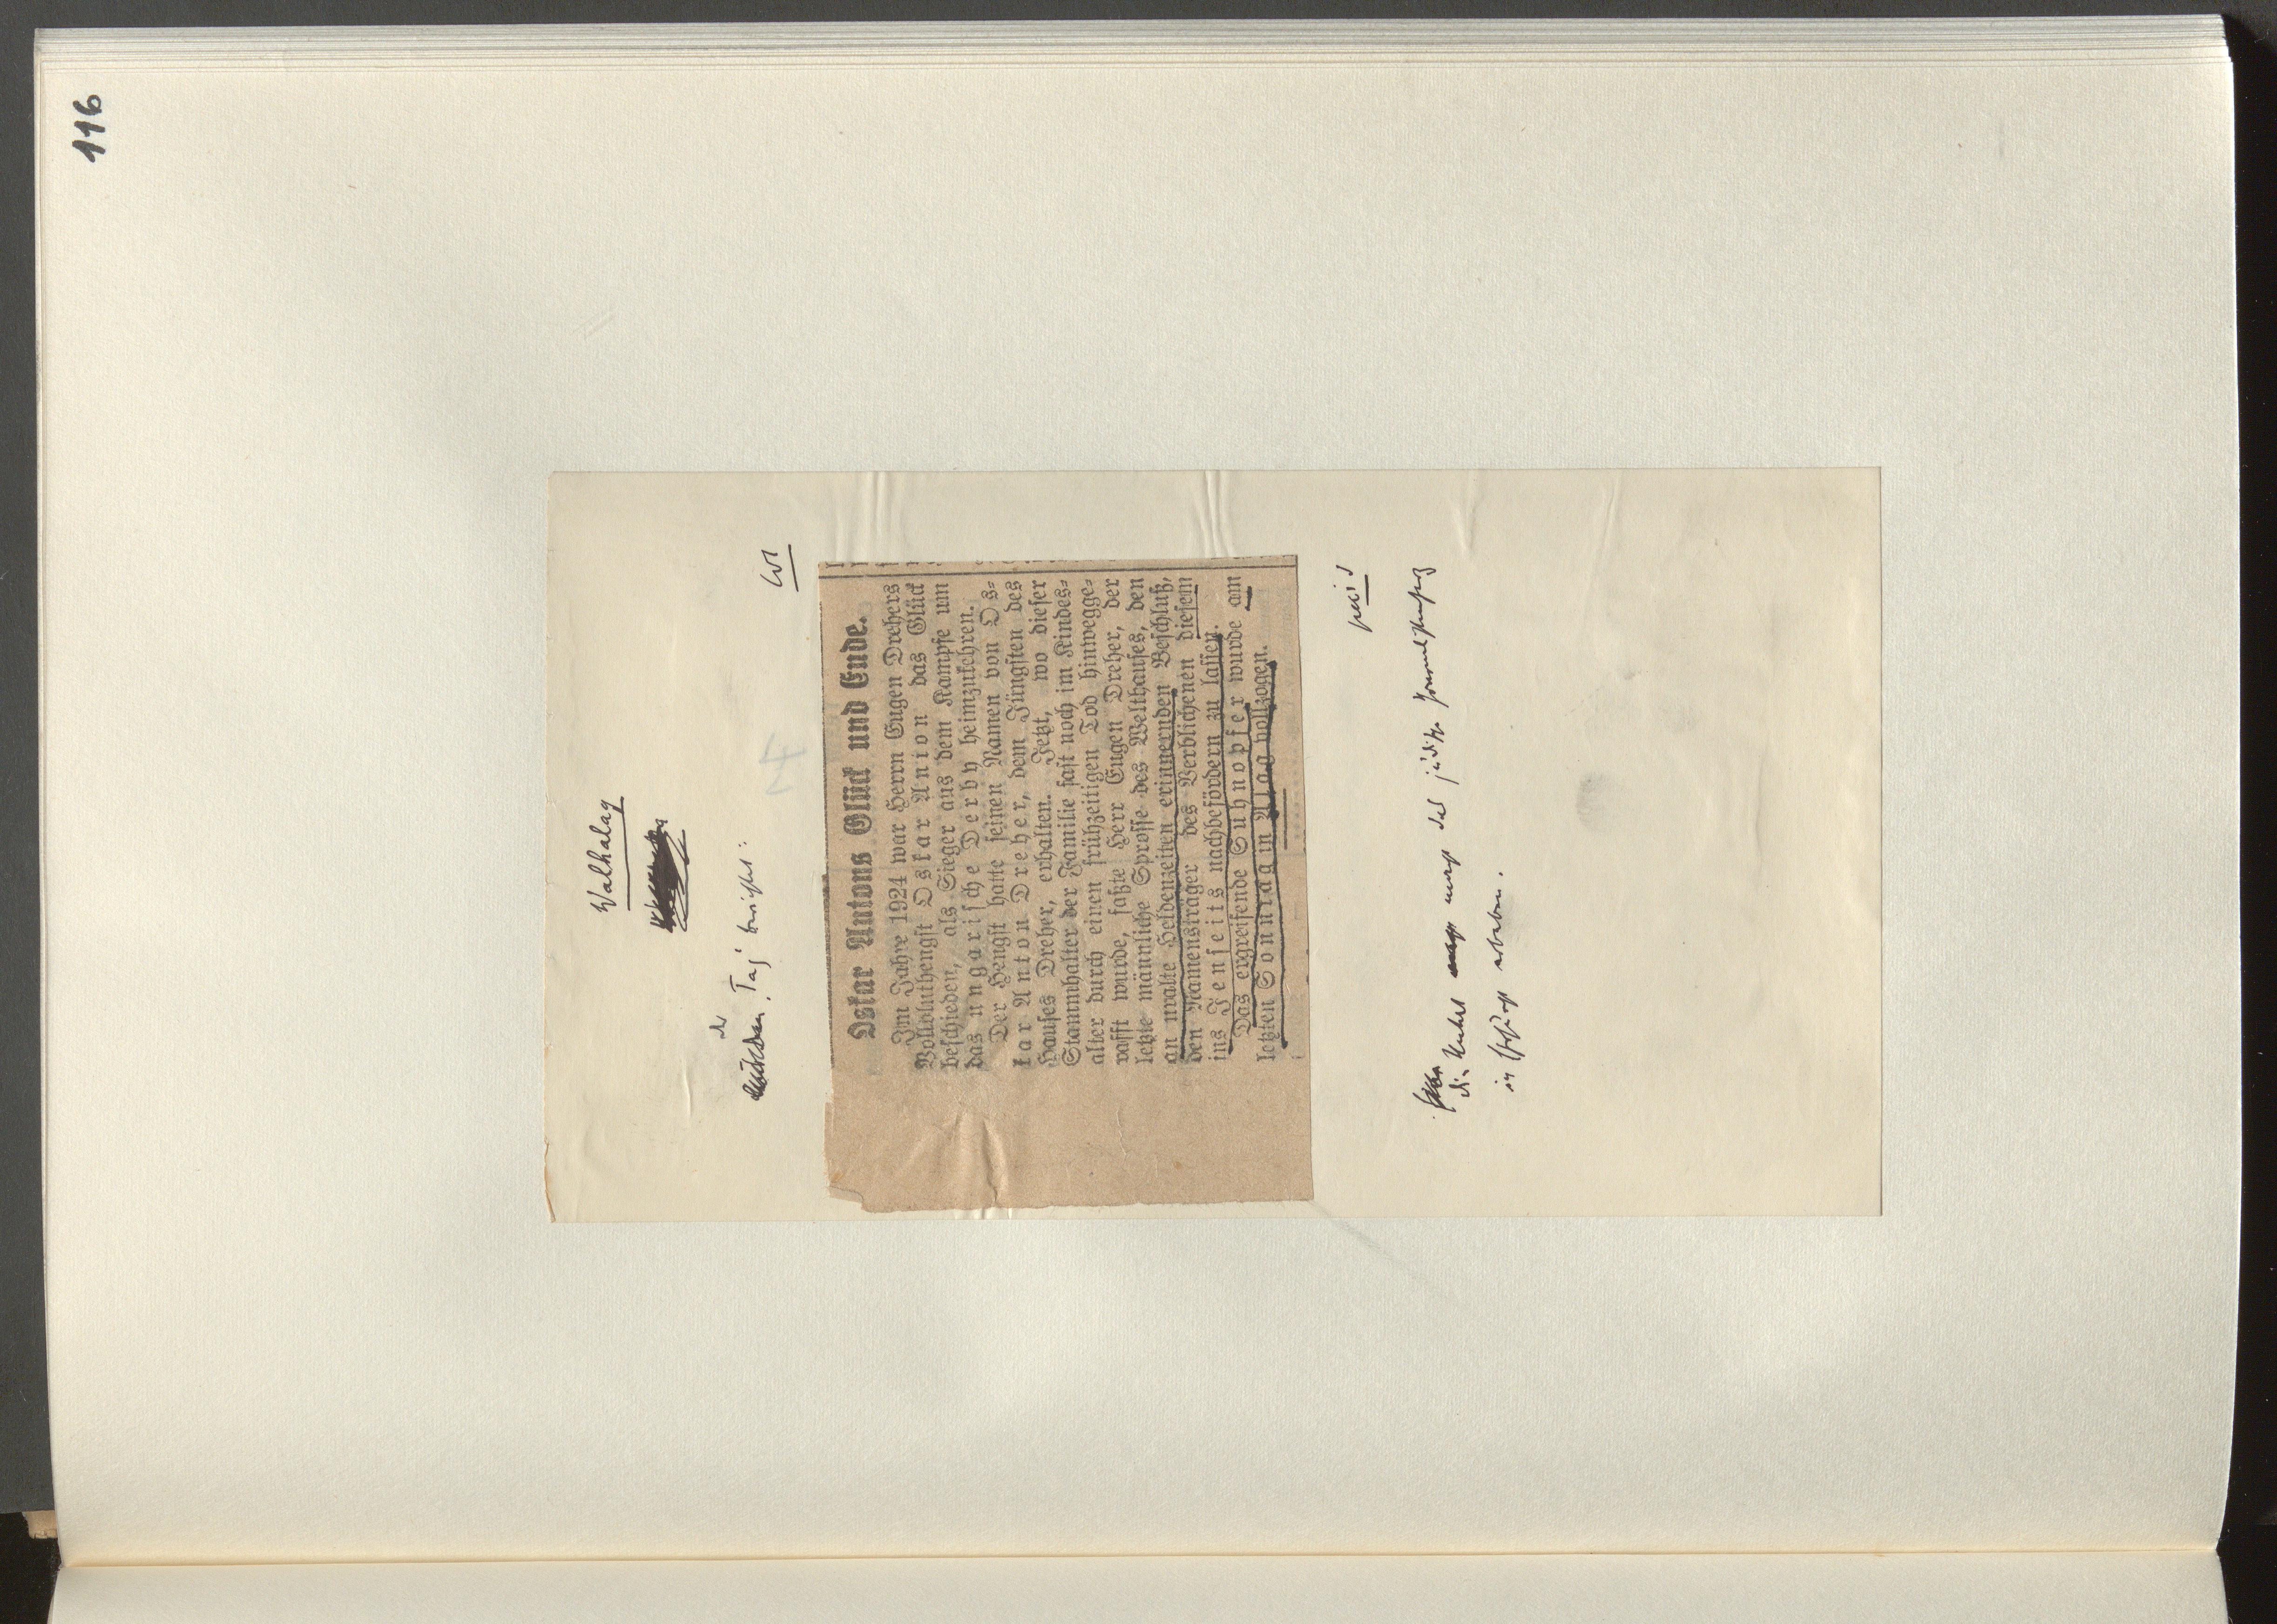 116
Walhalag
der
Tag' berichtet:
24
Oskar Antons Glück und Ende.
Im Jahre 1924 war Herrn Eugen Drehers
Vollbluthengst Oskar Anton das Glück
beschieden, als Sieger aus dem Kampfe um
das ungarische Derby heimzukehren.
Der Hengst hatte seinen Namen von Os-
kar Anton Dreher, dem Jüngsten des
Hauses Dreher, erhalten. Jetzt, wo dieser
Stammhalter der Familie fast noch im Kindes-
alter durch einen frühzeitigen Tod hinwegge-
rafft wurde, faßte Herr Eugen Dreher, der
letzte männliche Sprosse des Welthauses, den
an uralte Heldenzeiten erinnernden Beschluß,
den Namensträger des Verblichenen diesem
ins Jenseits nachbefördern zu lassen.
Das ergreifende Sühnopfer wurde am
letzten Sonntag in Alag vollzogen.
petit